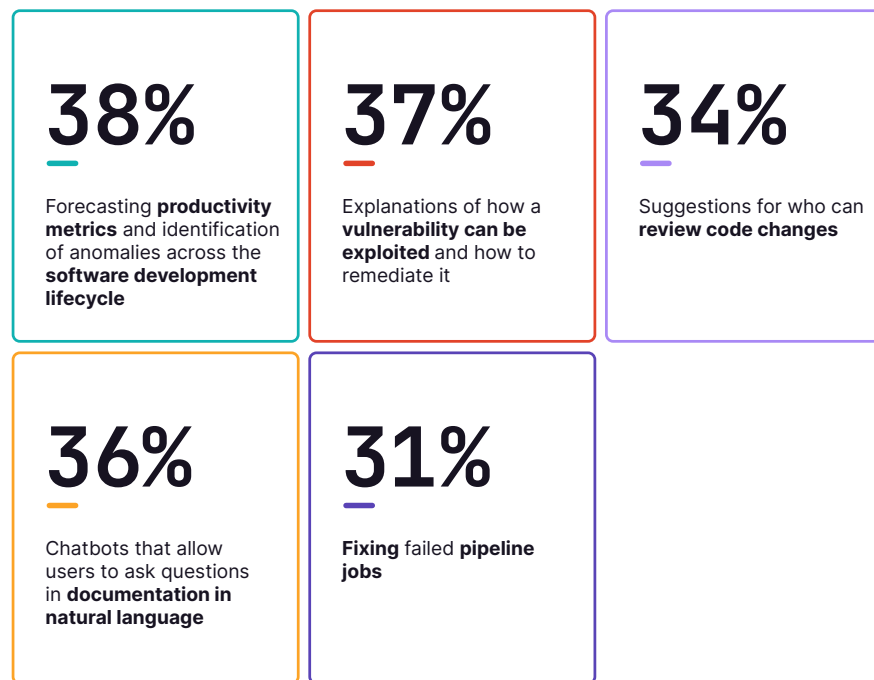 38%
Forecasting productivity
metrics and identification
of anomalies across the
software development
lifecycle
37%
Explanations of how a
vulnerability can be
exploited and how to
remediate it
34%
Suggestions for who can
review code changes
36%
Chatbots that allow
users to ask questions
in documentation in
natural language
31%
Fixing failed pipeline
jobs